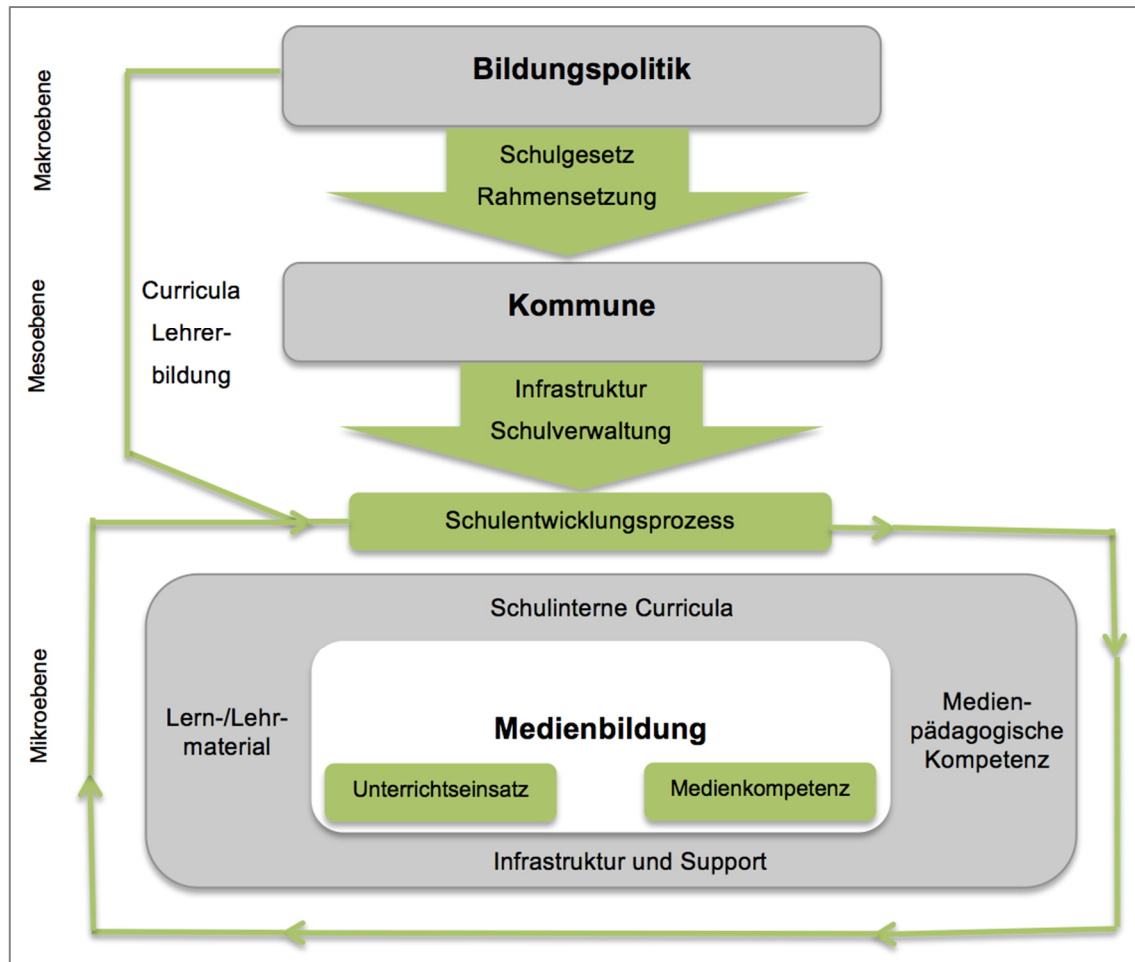 Makroebene
Bildungspolitik
Schulgesetz
Rahmensetzung
Mesoebene
Curricula
Lehrer-
bildung
Kommune
Infrastruktur
Schulverwaltung
Schulentwicklungsprozess
Mikroebene
Schulinterne Curricula
Lern-/Lehr-
material
Medienbildung
Unterrichtseinsatz
Medienkompetenz
Medien-
pädagogische
Kompetenz
Infrastruktur und Support